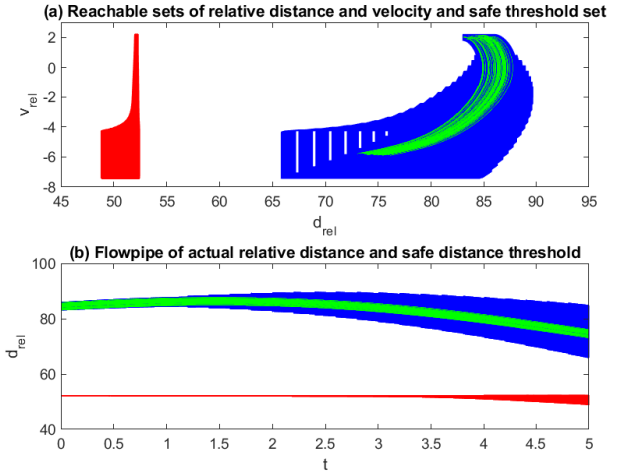 (a) Reachable sets of relative distance and velocity and safe threshold set
v_rel
2
0
-2
-4
-6
-8
45 50 55 60 65 70 75 80 85 90 95
d_rel
(b) Flowpipe of actual relative distance and safe distance threshold
d_rel
100
80
60
40
0 0.5 1 1.5 2 2.5 3 3.5 4 4.5 5
t